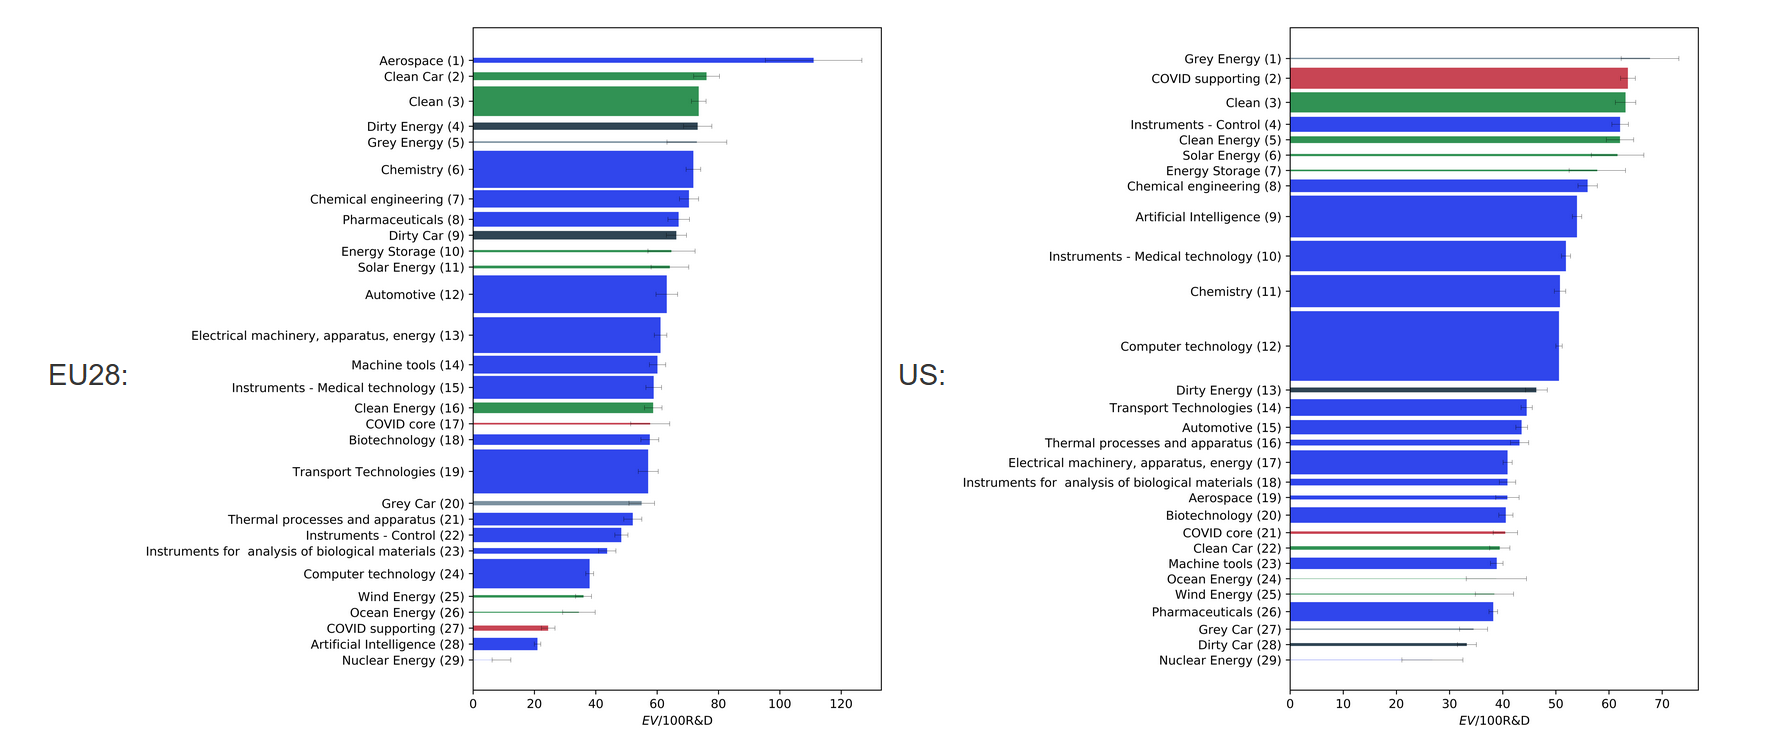 EU28:
Aerospace (1)
Clean Car (2)
Clean (3)
Dirty Energy (4)
Grey Energy (5)
Chemistry (6)
Chemical engineering (7)
Pharmaceuticals (8)
Dirty Car (9)
Energy Storage (10)
Solar Energy (11)
Automotive (12)
Electrical machinery, apparatus, energy (13)
Machine tools (14)
Instruments - Medical technology (15)
Clean Energy (16)
COVID core (17)
Biotechnology (18)
Transport Technologies (19)
Grey Car (20)
Thermal processes and apparatus (21)
Instruments - Control (22)
Instruments for  analysis of biological materials (23)
Computer technology (24)
Wind Energy (25)
Ocean Energy (26)
COVID supporting (27)
Artificial Intelligence (28)
Nuclear Energy (29)
0 20 40 60 80 100 120
EV/100R&D
US:
Grey Energy (1)
COVID supporting (2)
Clean (3)
Instruments - Control (4)
Clean Energy (5)
Solar Energy (6)
Energy Storage (7)
Chemical engineering (8)
Artificial Intelligence (9)
Instruments - Medical technology (10)
Chemistry (11)
Computer technology (12)
Dirty Energy (13)
Transport Technologies (14)
Automotive (15)
Thermal processes and apparatus (16)
Electrical machinery, apparatus, energy (17)
Instruments for  analysis of biological materials (18)
Aerospace (19)
Biotechnology (20)
COVID core (21)
Clean Car (22)
Machine tools (23)
Ocean Energy (24)
Wind Energy (25)
Pharmaceuticals (26)
Grey Car (27)
Dirty Car (28)
Nuclear Energy (29)
0 10 20 30 40 50 60 70
EV/100R&D